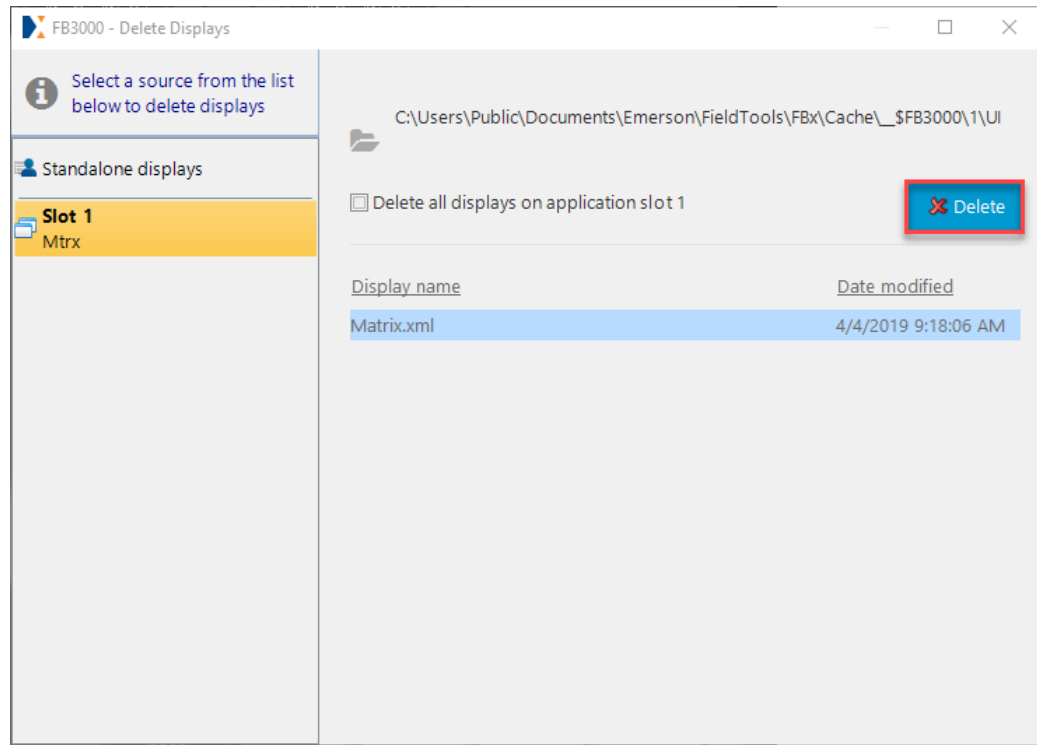 FB3000 - Delete Displays
Select a source from the list
below to delete displays
Standalone displays
Slot 1
Mtrx
C:\Users\Public\Documents\Emerson\FieldTools\FBx\Cache\__$FB3000\1\UI
Delete all displays on application slot 1
Delete
Display name Date modified
Matrix.xml 4/4/2019 9:18:06 AM